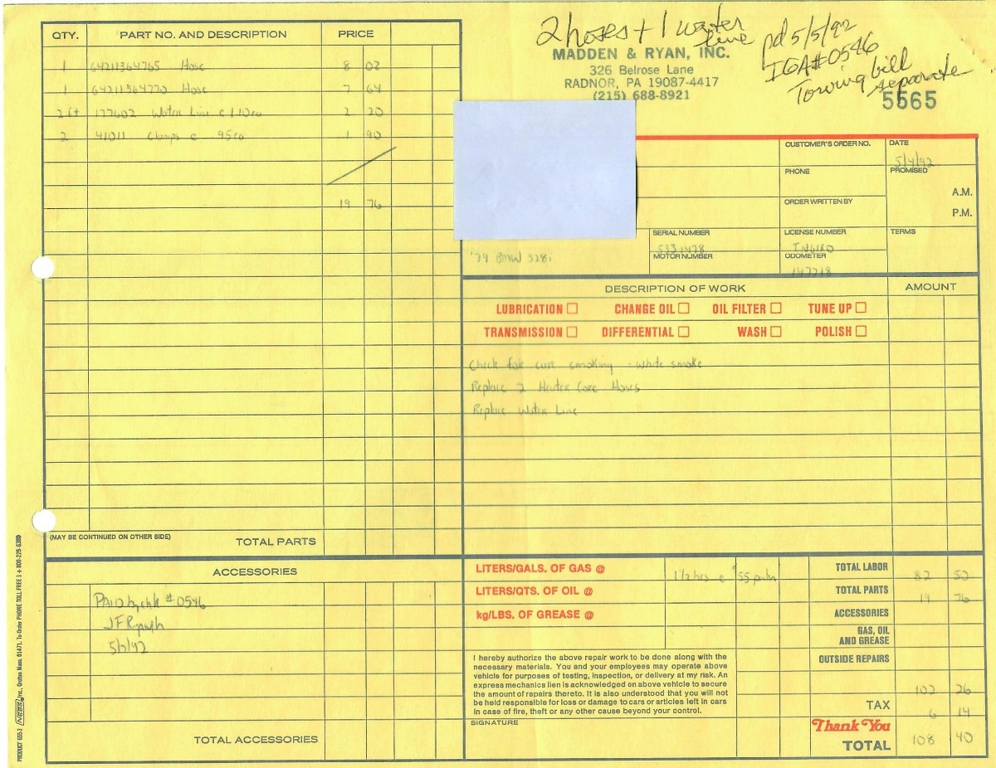 2 hoses + 1 water line
pd 5/5/92
IGA#0546
Towing bill separate
MADDEN & RYAN, INC.
326 Belrose Lane
RADNOR, PA 19087-4417
(215) 688-8921
5565
QTY. PART NO. AND DESCRIPTION PRICE
1 64211364765 Hose 8 02
1 64211364772 Hose 7 64
2 ft 177602 Water Line @ 1.10ea 2 20
2 41011 Clamps @ .95ea 1 90
19 76
(MAY BE CONTINUED ON OTHER SIDE) TOTAL PARTS
CUSTOMER'S ORDER NO. DATE
5/4/92
PHONE PROMISED
A.M.
ORDER WRITTEN BY
P.M.
SERIAL NUMBER LICENSE NUMBER TERMS
'79 BMW 528i 5331478
MOTOR NUMBER ODOMETER
147718
DESCRIPTION OF WORK AMOUNT
LUBRICATION CHANGE OIL OIL FILTER TUNE UP
TRANSMISSION DIFFERENTIAL WASH POLISH
Check for cause smoking - white smoke
Replace 2 Heater Core Hoses
Replace Water Line
ACCESSORIES
PAID by chk #0546
JFR
TOTAL ACCESSORIES
LITERS/GALS. OF GAS @ 1 1/2 hrs @ $55 per hr TOTAL LABOR 82 50
LITERS/QTS. OF OIL @ TOTAL PARTS 19 76
kg/LBS. OF GREASE @ ACCESSORIES
GAS, OIL AND GREASE
OUTSIDE REPAIRS
102 26
I hereby authorize the above repair work to be done along with the
necessary materials. You and your employees may operate above
vehicle for purposes of testing, inspection, or delivery at my risk. An
express mechanics lien is acknowledged on above vehicle to secure
the amount of repairs thereto. It is also understood that you will not
be held responsible for loss or damage to cars or articles left in cars
in case of fire, theft or any other cause beyond your control.
TAX 6 14
SIGNATURE
Thank You
TOTAL 108 40